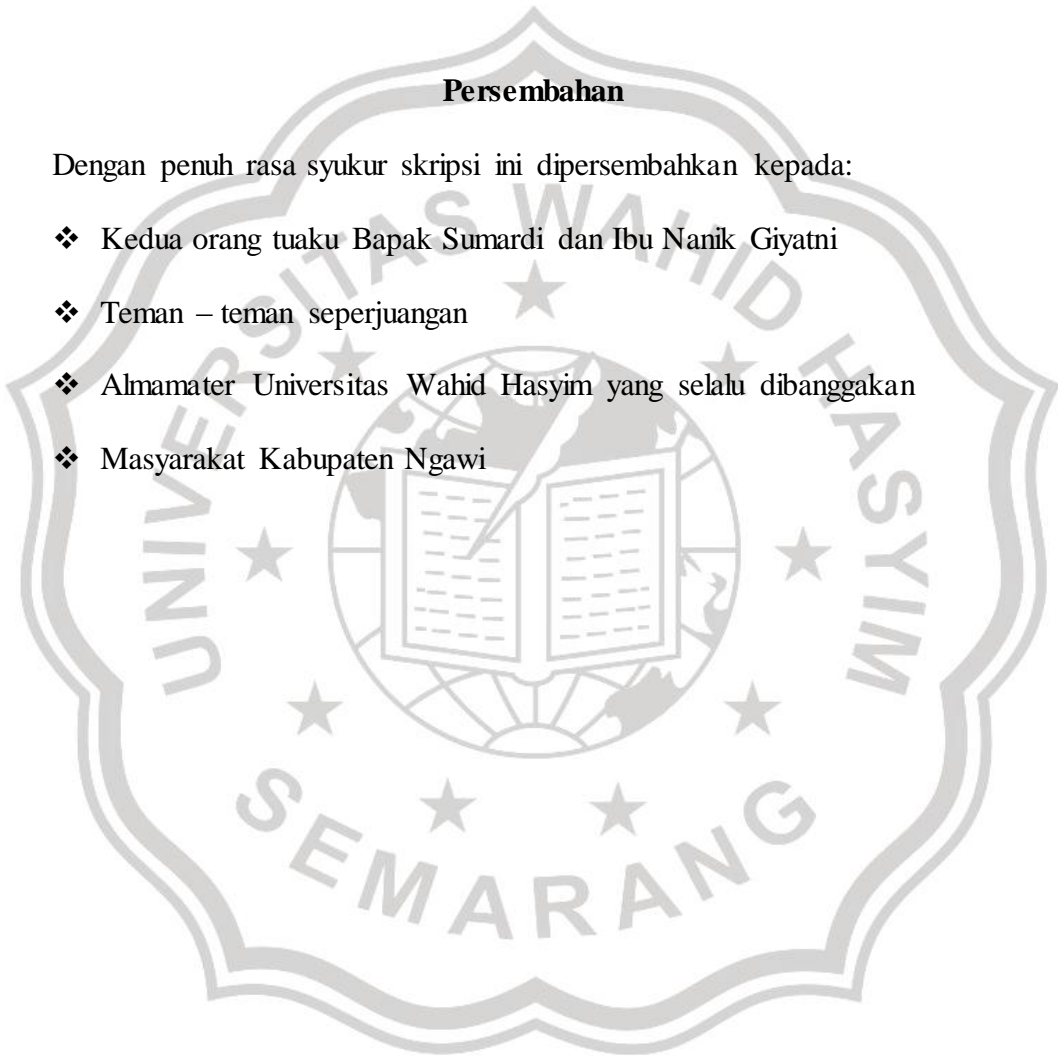 Persembahan
Dengan penuh rasa syukur skripsi ini dipersembahkan kepada:
❖ Kedua orang tuaku Bapak Sumardi dan Ibu Nanik Giyatni
❖ Teman – teman seperjuangan
❖ Almamater Universitas Wahid Hasyim yang selalu dibanggakan
❖ Masyarakat Kabupaten Ngawi
UNIVERSITAS WAHID HASYIM
SEMARANG